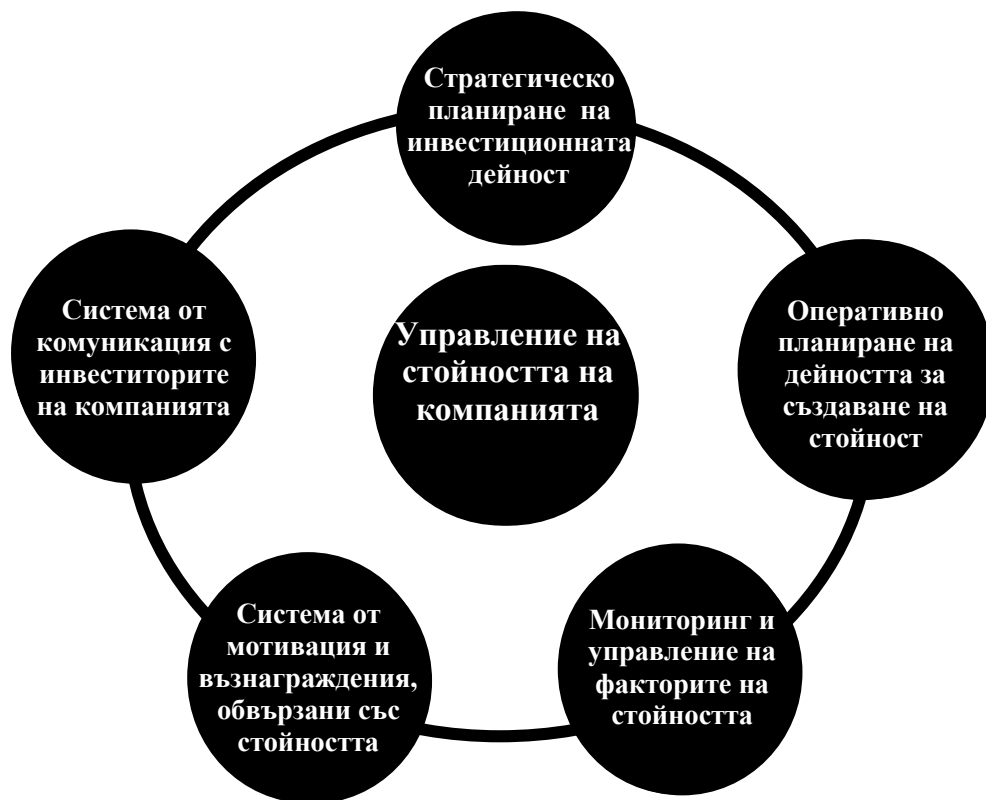 Стратегическо
планиране на
инвестиционната
дейност
Оперативно
планиране на
дейността за
създаване на
стойност
Мониторинг и
управление на
факторите на
стойността
Система от
мотивация и
възнаграждения,
обвързани със
стойността
Система от
комуникация с
инвеститорите
на компанията
Управление на
стойността на
компанията